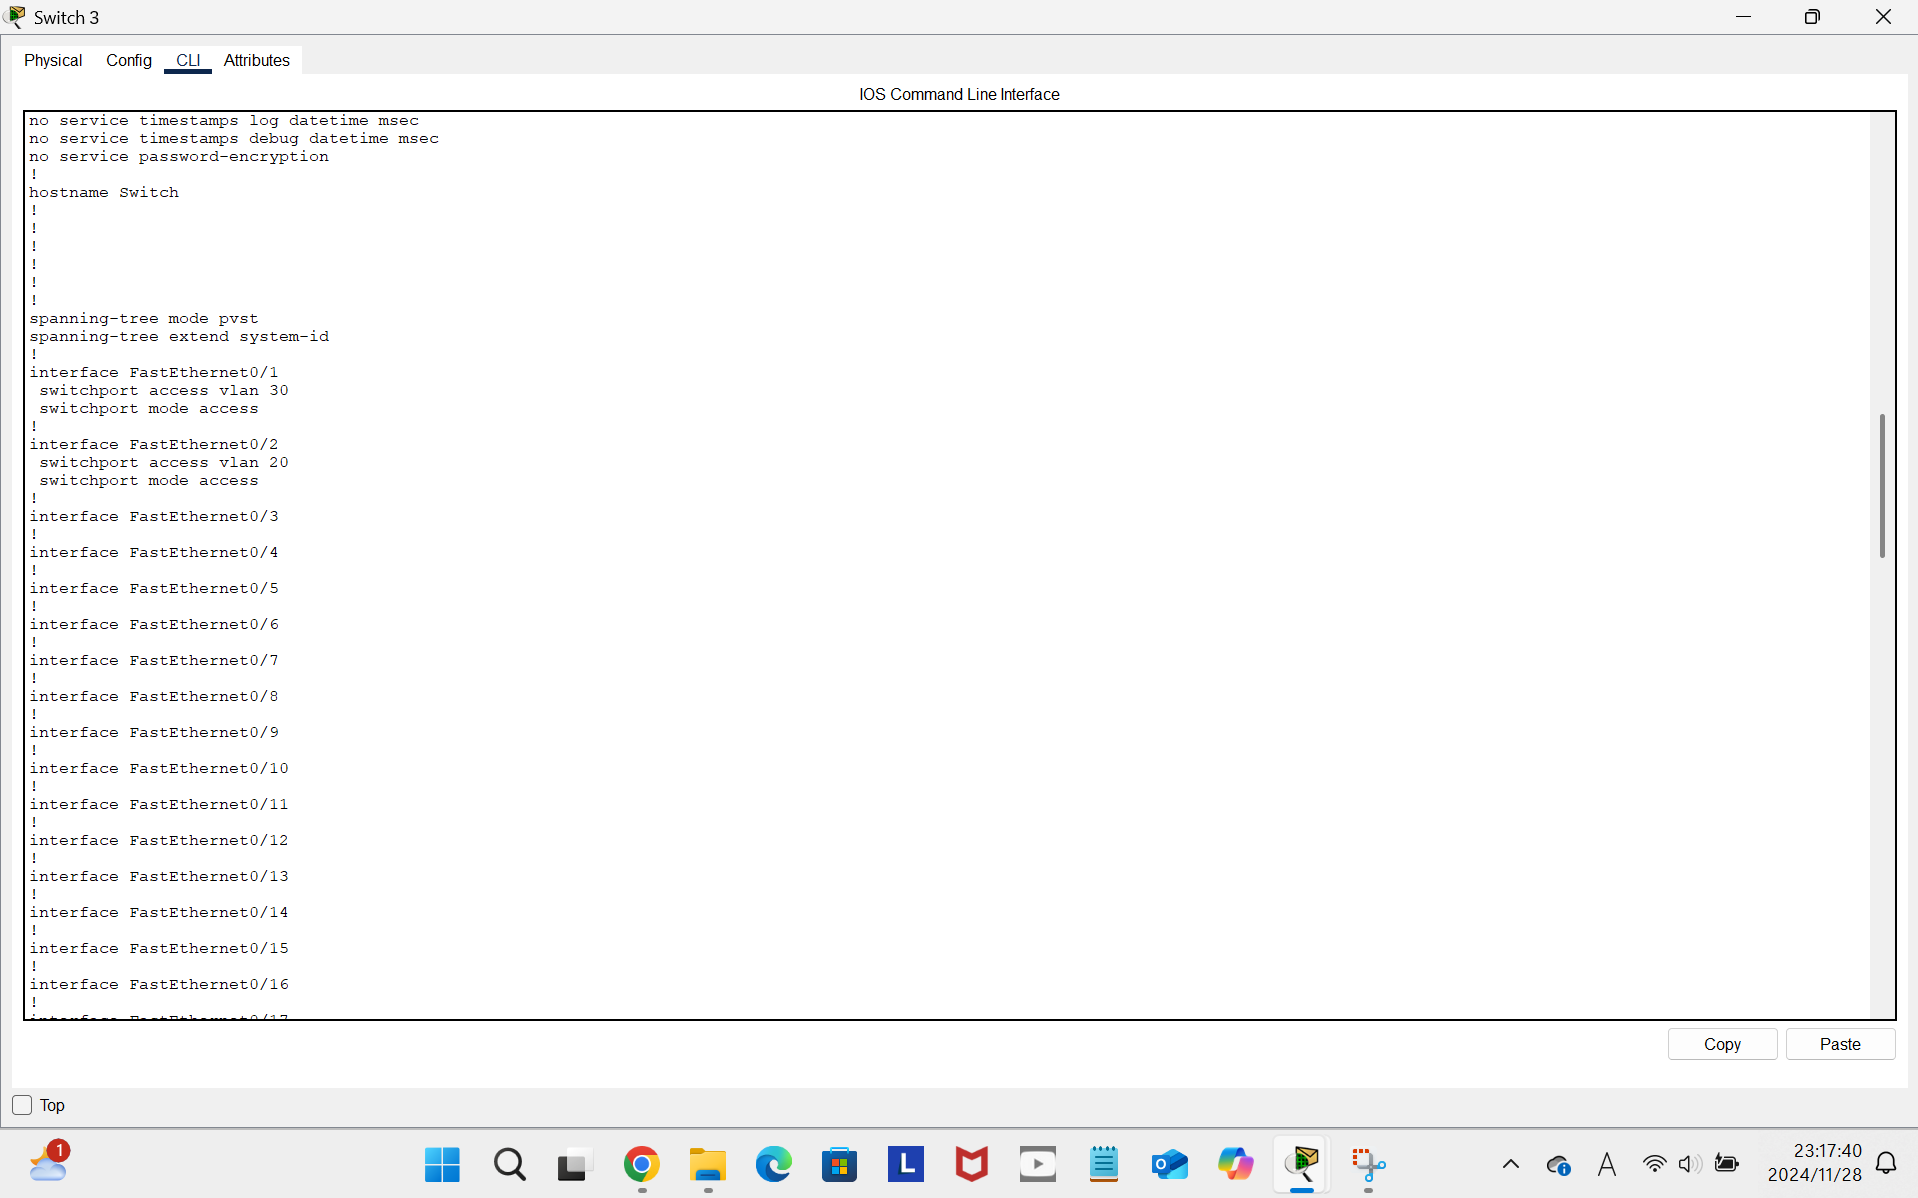 Switch 3
Physical Config CLI Attributes
IOS Command Line Interface
no service timestamps log datetime msec
no service timestamps debug datetime msec
no service password-encryption
!
hostname Switch
!
!
!
!
!
!
spanning-tree mode pvst
spanning-tree extend system-id
!
interface FastEthernet0/1
switchport access vlan 30
switchport mode access
!
interface FastEthernet0/2
switchport access vlan 20
switchport mode access
!
interface FastEthernet0/3
!
interface FastEthernet0/4
!
interface FastEthernet0/5
!
interface FastEthernet0/6
!
interface FastEthernet0/7
!
interface FastEthernet0/8
!
interface FastEthernet0/9
!
interface FastEthernet0/10
!
interface FastEthernet0/11
!
interface FastEthernet0/12
!
interface FastEthernet0/13
!
interface FastEthernet0/14
!
interface FastEthernet0/15
!
interface FastEthernet0/16
!
interface FastEthernet0/17
Copy Paste
Top
1
L
A
23:17:40
2024/11/28